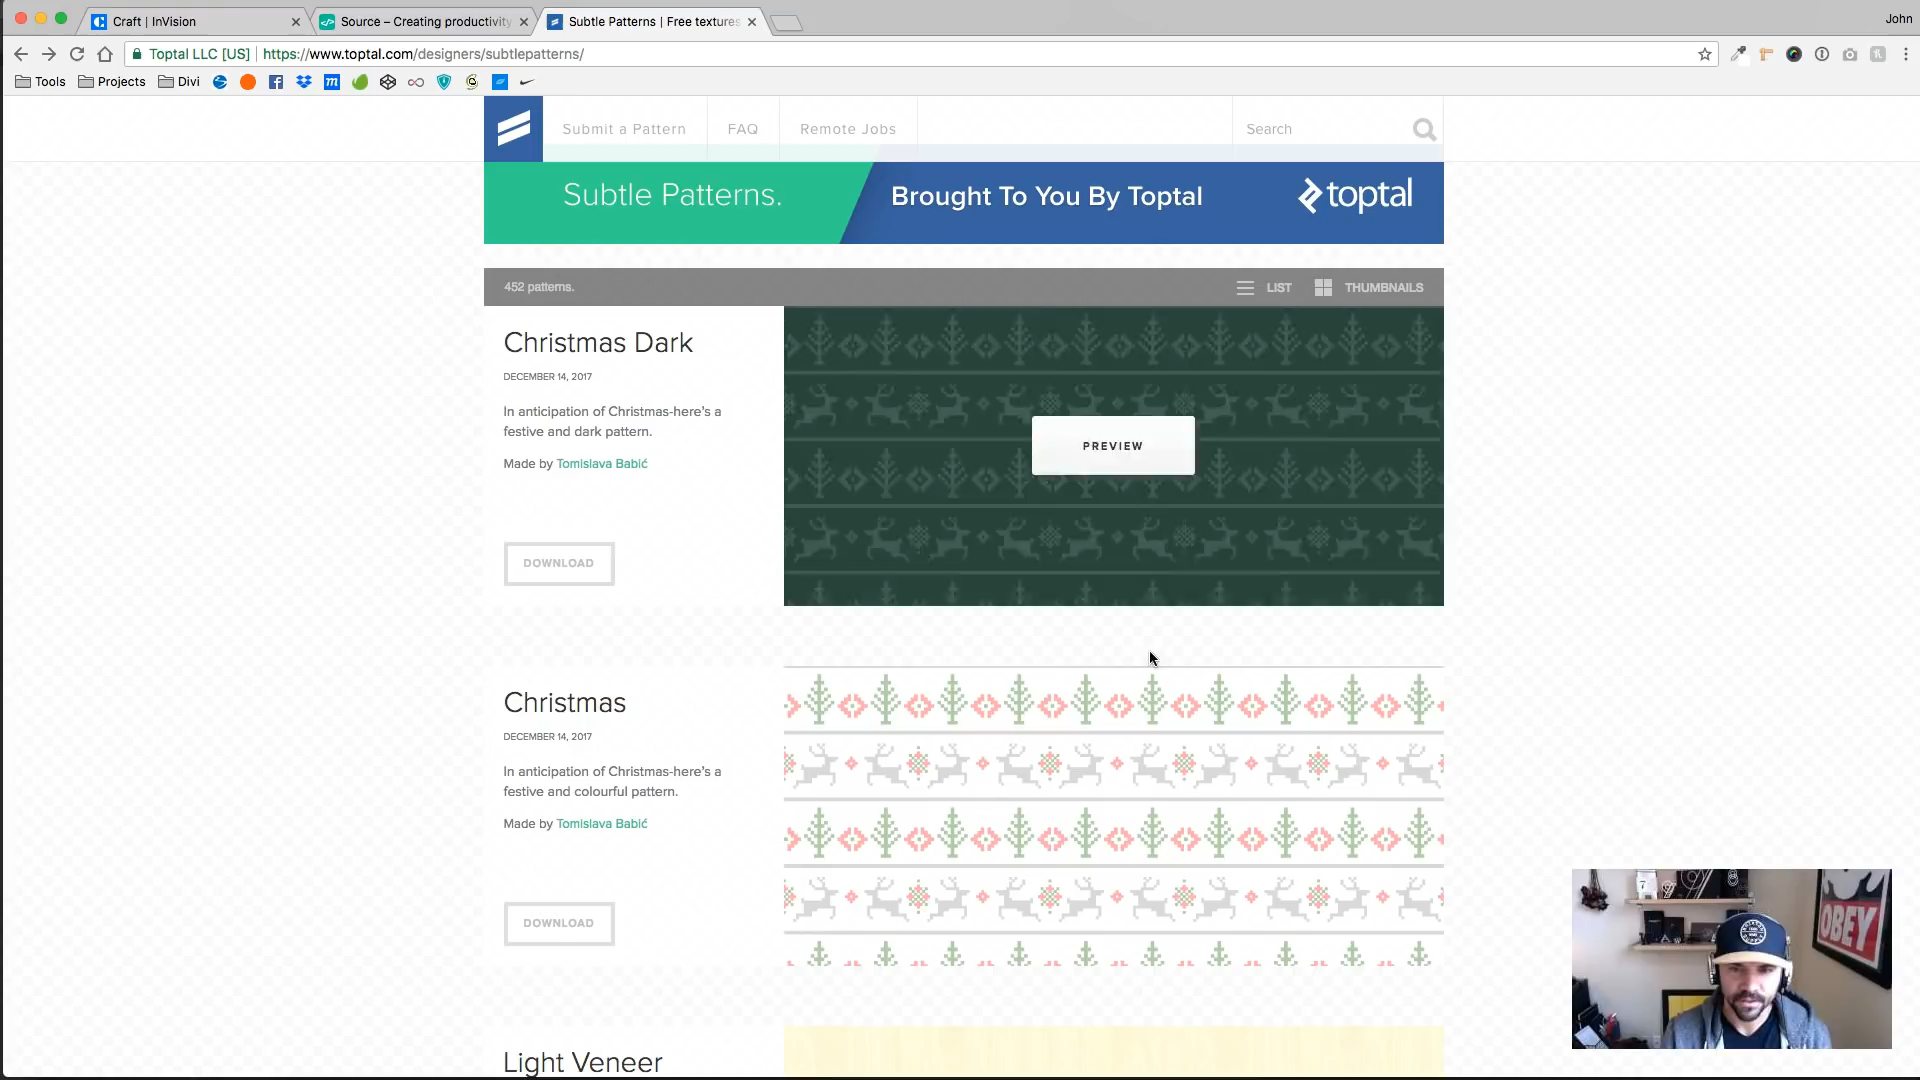 Craft | InVision
Source – Creating productivity
Subtle Patterns | Free textures
John
Toptal LLC [US]
https://www.toptal.com/designers/subtlepatterns/
Tools
Projects
Divi
Submit a Pattern
FAQ
Remote Jobs
Search
Subtle Patterns.
Brought To You By Toptal
toptal
452 patterns.
LIST
THUMBNAILS
Christmas Dark
DECEMBER 14, 2017
In anticipation of Christmas-here's a
festive and dark pattern.
Made by Tomislava Babić
DOWNLOAD
PREVIEW
Christmas
DECEMBER 14, 2017
In anticipation of Christmas-here's a
festive and colourful pattern.
Made by Tomislava Babić
DOWNLOAD
Light Veneer
OBEY